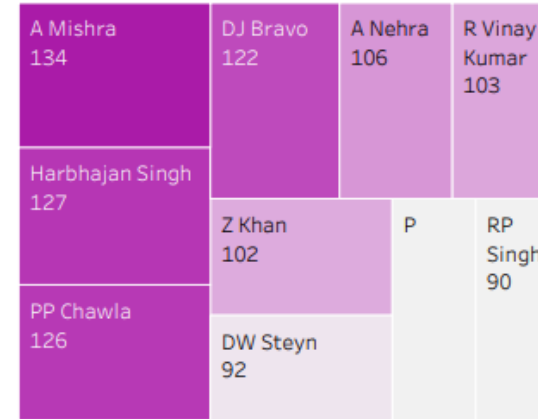 A Mishra
134
DJ Bravo
122
A Nehra
106
R Vinay
Kumar
103
Harbhajan Singh
127
Z Khan
102
P
RP
Singh
90
PP Chawla
126
DW Steyn
92